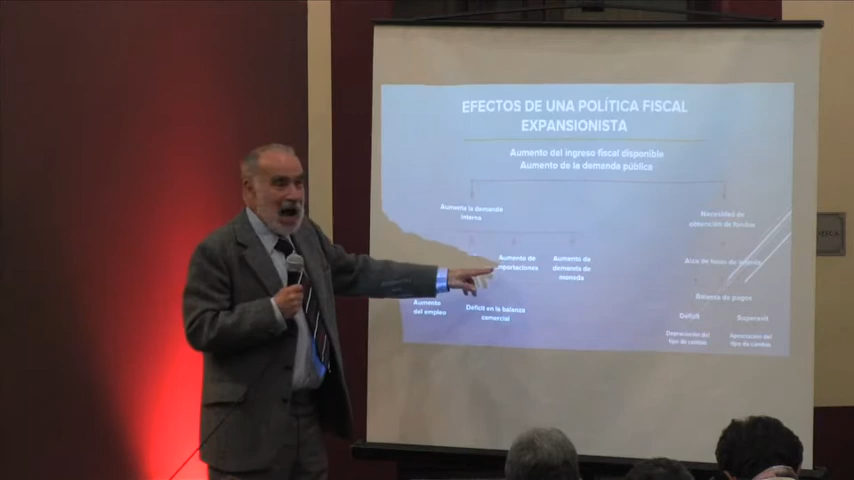 EFECTOS DE UNA POLÍTICA FISCAL
EXPANSIONISTA
Aumento del ingreso fiscal disponible
Aumento de la demanda pública
Aumenta la demanda
interna
Necesidad de
obtención de fondos
Aumento de
Aumento de
demanda de
moneda
Alza de tasas de interés
Aumento
del empleo
Déficit en la balanza
comercial
Balanza de pagos
Déficit
Superávit
Depreciación del
tipo de cambio
Apreciación del
tipo de cambio